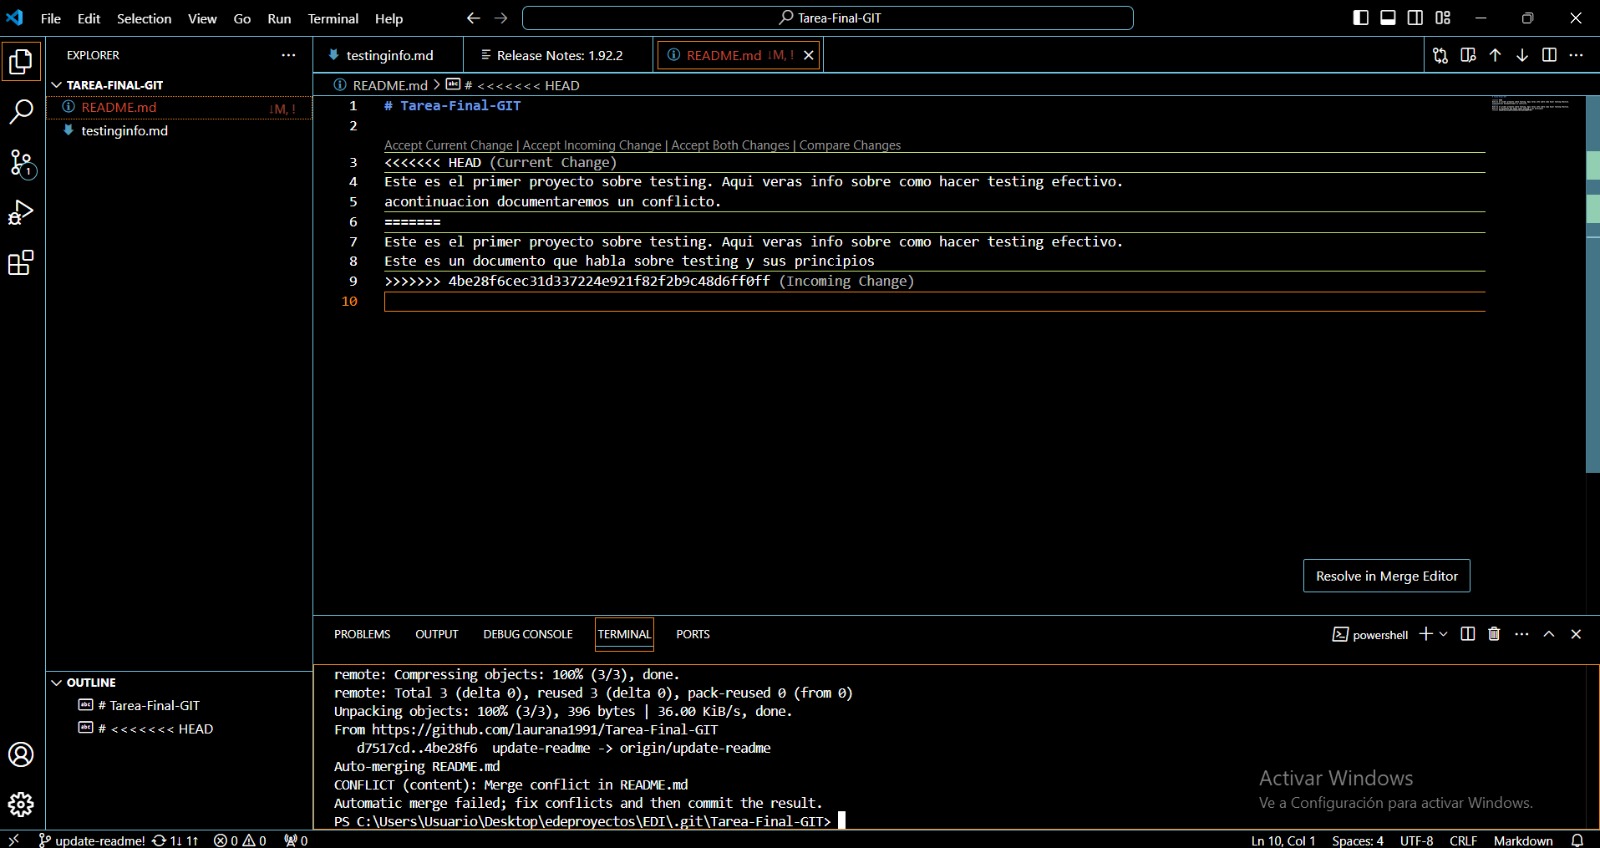 File Edit Selection View Go Run Terminal Help
Tarea-Final-GIT
EXPLORER
TAREA-FINAL-GIT
README.md ↓M, !
testinginfo.md
1
testinginfo.md
Release Notes: 1.92.2
README.md ↓M, !
README.md > # <<<<<<< HEAD
1 # Tarea-Final-GIT
2
Accept Current Change | Accept Incoming Change | Accept Both Changes | Compare Changes
3 <<<<<<< HEAD (Current Change)
4 Este es el primer proyecto sobre testing. Aqui veras info sobre como hacer testing efectivo.
5 acontinuacion documentaremos un conflicto.
6 =======
7 Este es el primer proyecto sobre testing. Aqui veras info sobre como hacer testing efectivo.
8 Este es un documento que habla sobre testing y sus principios
9 >>>>>>> 4be28f6cec31d337224e921f82f2b9c48d6ff0ff (Incoming Change)
10
Resolve in Merge Editor
PROBLEMS OUTPUT DEBUG CONSOLE TERMINAL PORTS
powershell
remote: Compressing objects: 100% (3/3), done.
remote: Total 3 (delta 0), reused 3 (delta 0), pack-reused 0 (from 0)
Unpacking objects: 100% (3/3), 396 bytes | 36.00 KiB/s, done.
From https://github.com/laurana1991/Tarea-Final-GIT
d7517cd..4be28f6 update-readme -> origin/update-readme
Auto-merging README.md
CONFLICT (content): Merge conflict in README.md
Automatic merge failed; fix conflicts and then commit the result.
PS C:\Users\Usuario\Desktop\edeproyectos\EDI\.git\Tarea-Final-GIT>
OUTLINE
# Tarea-Final-GIT
# <<<<<<< HEAD
Activar Windows
Ve a Configuración para activar Windows.
update-readme! 1↓ 1↑ 0 0 0
Ln 10, Col 1 Spaces: 4 UTF-8 CRLF Markdown